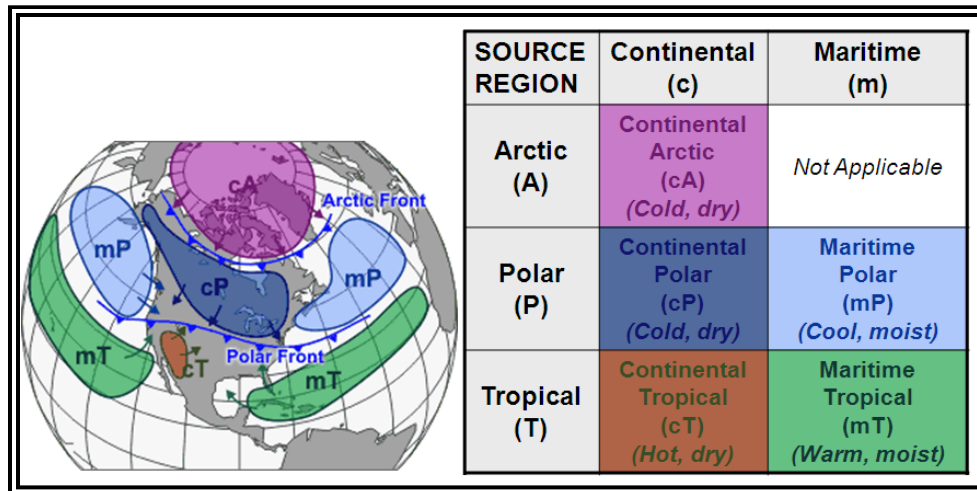 cA
Arctic Front
mP
mP
cP
Polar Front
mT
cT
mT
SOURCE REGION
Continental (c)
Maritime (m)
Arctic (A)
Continental
Arctic
(cA)
(Cold, dry)
Not Applicable
Polar
(P)
Continental
Polar
(cP)
(Cold, dry)
Maritime
Polar
(mP)
(Cool, moist)
Tropical
(T)
Continental
Tropical
(cT)
(Hot, dry)
Maritime
Tropical
(mT)
(Warm, moist)